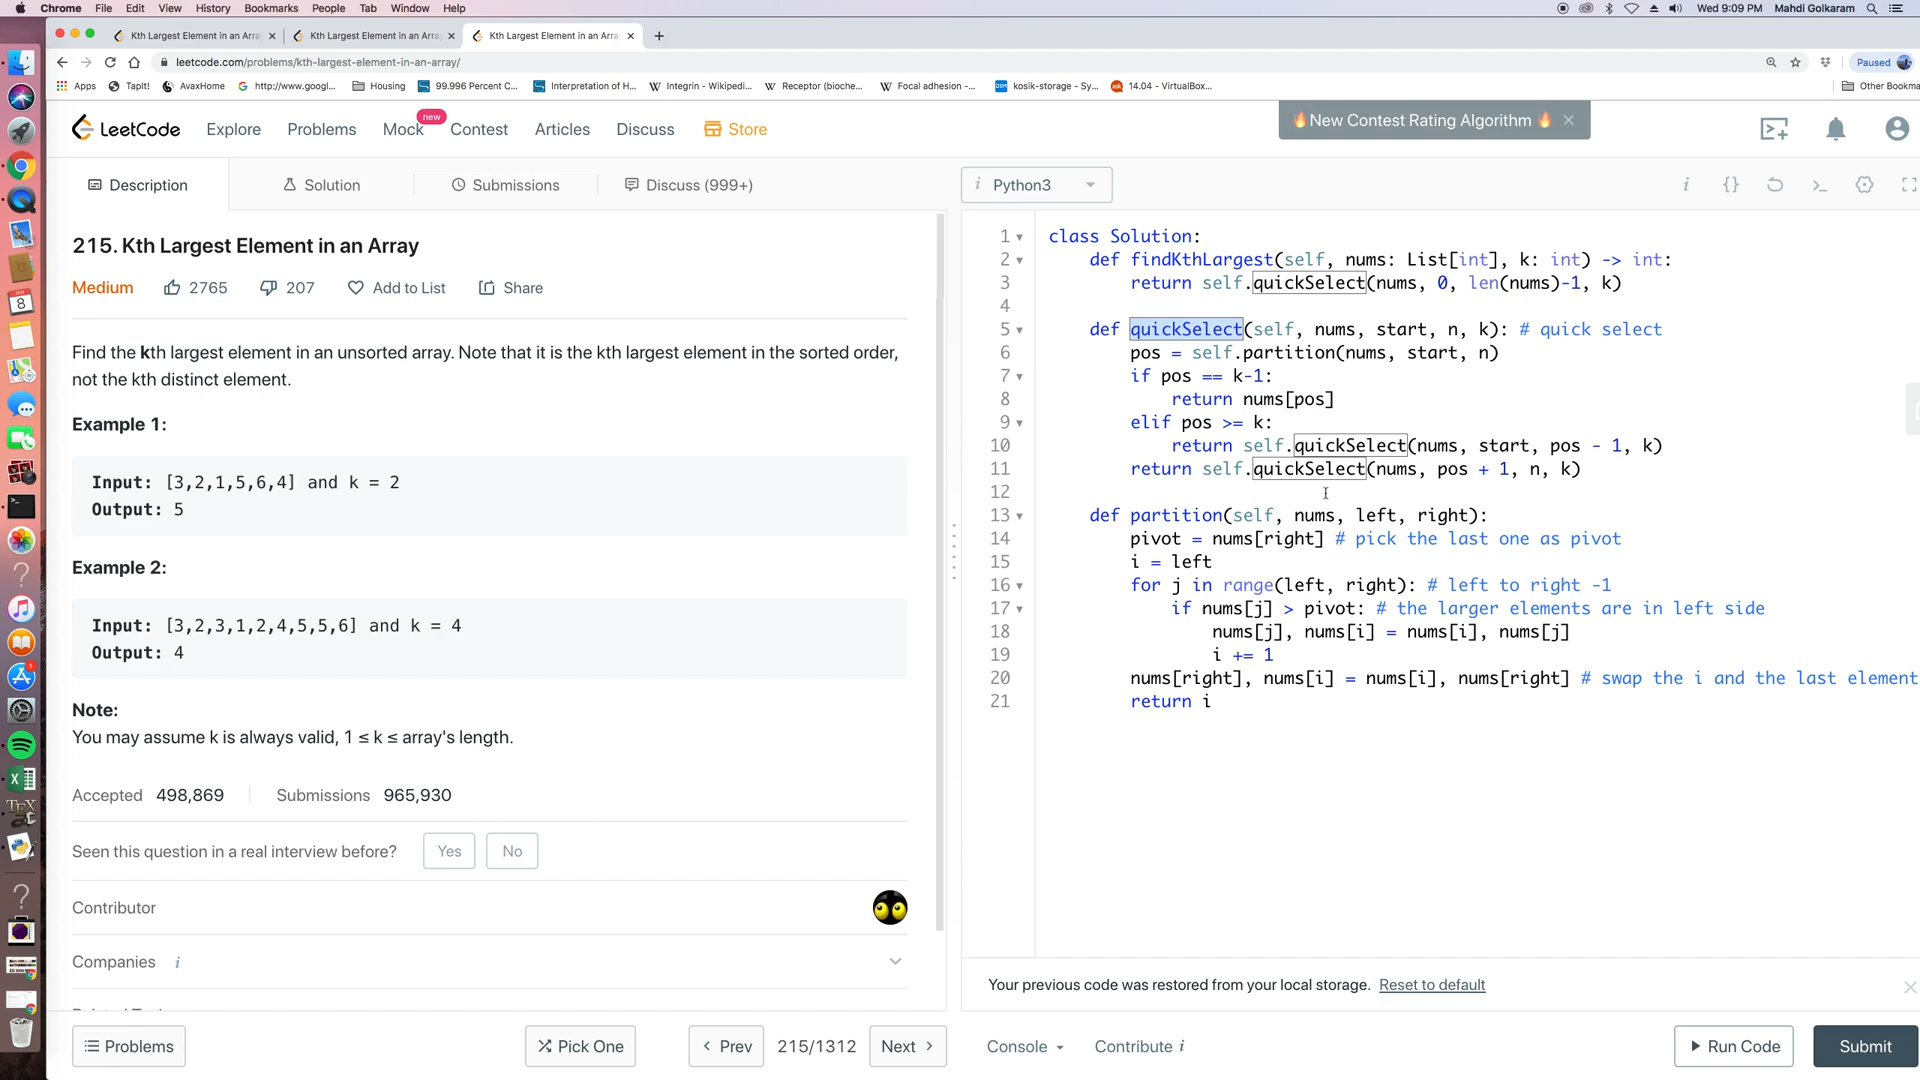 Chrome File Edit View History Bookmarks People Tab Window Help
Wed 9:09 PM Mahdi Golkaram
Kth Largest Element in an Arra
Kth Largest Element in an Arra
Kth Largest Element in an Arra
leetcode.com/problems/kth-largest-element-in-an-array/
Paused
Apps TapIt! AvaxHome http://www.googl... Housing 99.996 Percent C... Interpretation of H... Integrin - Wikipedi... Receptor (bioche... Focal adhesion -... kosik-storage - Sy... 14.04 - VirtualBox... Other Bookma
LeetCode Explore Problems Mock new Contest Articles Discuss Store
🔥New Contest Rating Algorithm 🔥 ×
Description Solution Submissions Discuss (999+)
215. Kth Largest Element in an Array
Medium 2765 207 Add to List Share
Find the kth largest element in an unsorted array. Note that it is the kth largest element in the sorted order,
not the kth distinct element.
Example 1:
Input: [3,2,1,5,6,4] and k = 2
Output: 5
Example 2:
Input: [3,2,3,1,2,4,5,5,6] and k = 4
Output: 4
Note:
You may assume k is always valid, 1 ≤ k ≤ array's length.
Accepted 498,869 Submissions 965,930
Seen this question in a real interview before? Yes No
Contributor
Companies i
Problems Pick One Prev 215/1312 Next
i Python3
1 class Solution:
2 def findKthLargest(self, nums: List[int], k: int) -> int:
3 return self.quickSelect(nums, 0, len(nums)-1, k)
4
5 def quickSelect(self, nums, start, n, k): # quick select
6 pos = self.partition(nums, start, n)
7 if pos == k-1:
8 return nums[pos]
9 elif pos >= k:
10 return self.quickSelect(nums, start, pos - 1, k)
11 return self.quickSelect(nums, pos + 1, n, k)
12
13 def partition(self, nums, left, right):
14 pivot = nums[right] # pick the last one as pivot
15 i = left
16 for j in range(left, right): # left to right -1
17 if nums[j] > pivot: # the larger elements are in left side
18 nums[j], nums[i] = nums[i], nums[j]
19 i += 1
20 nums[right], nums[i] = nums[i], nums[right] # swap the i and the last element
21 return i
Your previous code was restored from your local storage. Reset to default
Console Contribute i Run Code Submit